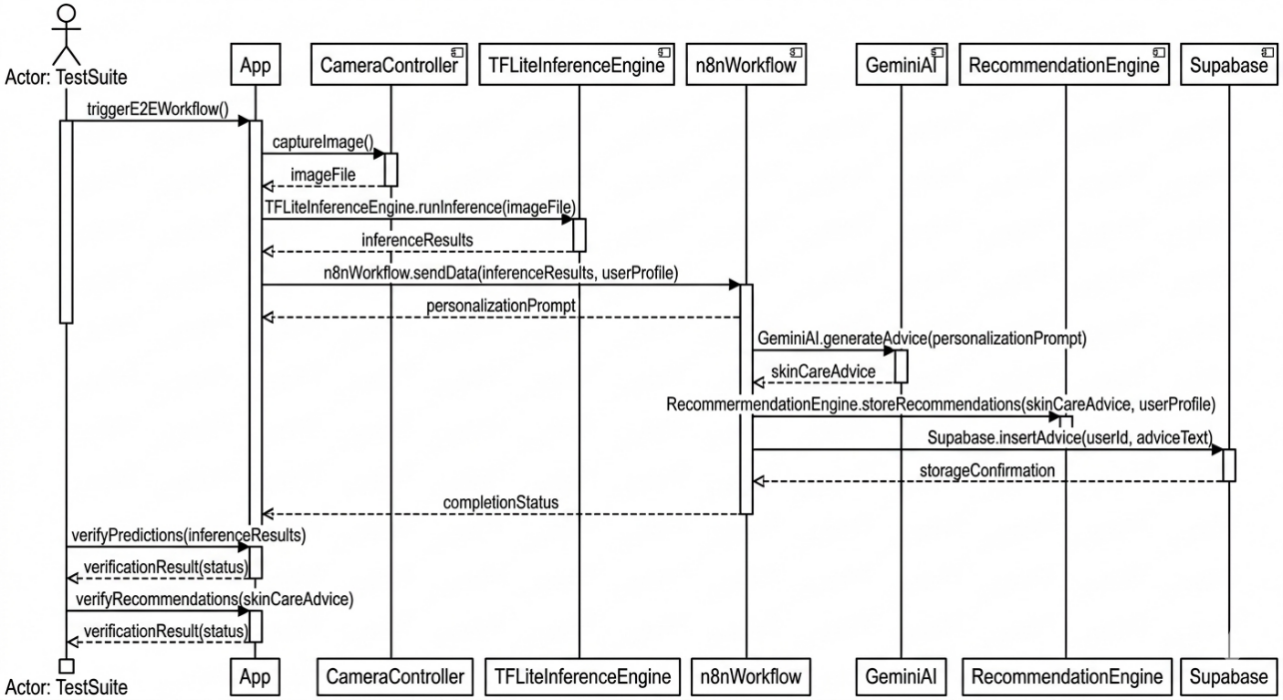 Actor: TestSuite
App
CameraController
TFLiteInferenceEngine
n8nWorkflow
GeminiAI
RecommendationEngine
Supabase
triggerE2EWorkflow()
captureImage()
imageFile
TFLiteInferenceEngine.runInference(imageFile)
inferenceResults
n8nWorkflow.sendData(inferenceResults, userProfile)
personalizationPrompt
GeminiAI.generateAdvice(personalizationPrompt)
skinCareAdvice
RecommermendationEngine.storeRecommendations(skinCareAdvice, userProfile)
Supabase.insertAdvice(userId, adviceText)
storageConfirmation
completionStatus
verifyPredictions(inferenceResults)
verificationResult(status)
verifyRecommendations(skinCareAdvice)
verificationResult(status)
Actor: TestSuite
App
CameraController
TFLiteInferenceEngine
n8nWorkflow
GeminiAI
RecommendationEngine
Supabase